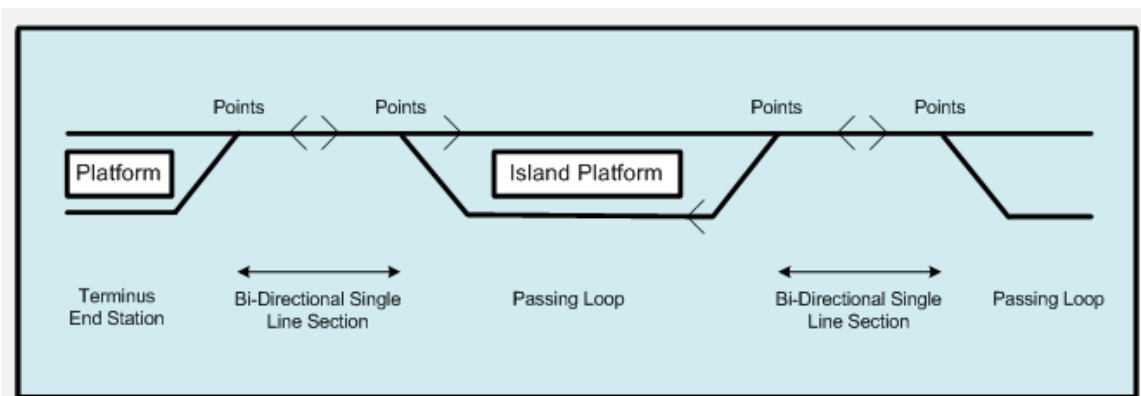 Points
Points
Points
Points
Platform
Island Platform
Terminus
End Station
Bi-Directional Single
Line Section
Passing Loop
Bi-Directional Single
Line Section
Passing Loop